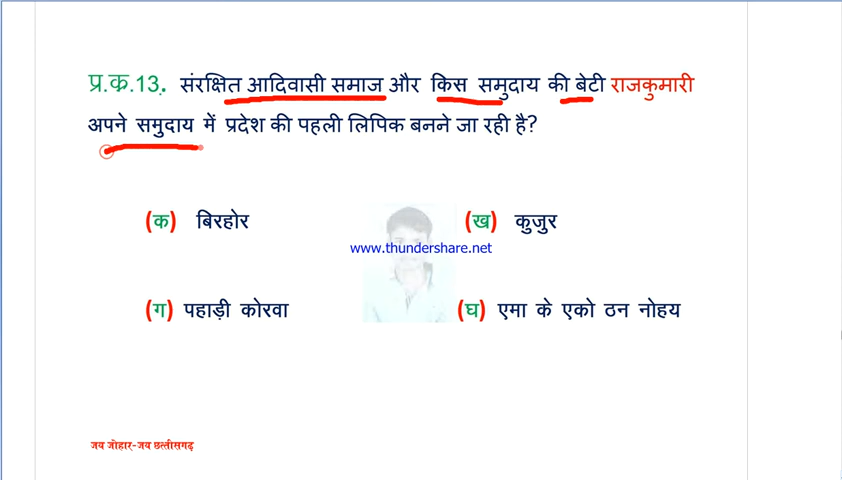 प्र.क्र.13. संरक्षित आदिवासी समाज और किस समुदाय की बेटी राजकुमारी
अपने समुदाय में प्रदेश की पहली लिपिक बनने जा रही है?
(क) बिरहोर (ख) कुजुर
www.thundershare.net
(ग) पहाड़ी कोरवा (घ) एमा के एको ठन नोहय
जय जोहार-जय छत्तीसगढ़